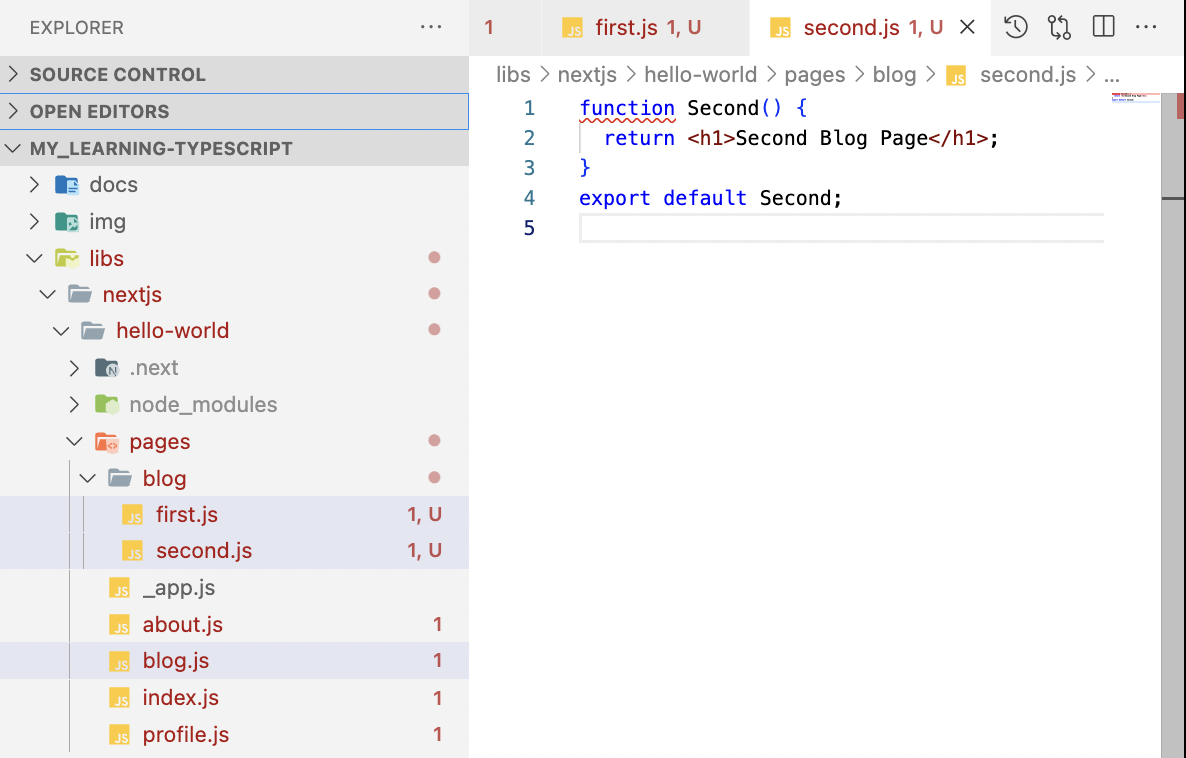 EXPLORER ...
SOURCE CONTROL
OPEN EDITORS
MY_LEARNING-TYPESCRIPT
docs
img
libs
nextjs
hello-world
.next
node_modules
pages
blog
first.js 1, U
second.js 1, U
_app.js
about.js 1
blog.js 1
index.js 1
profile.js 1
1 JS first.js 1, U JS second.js 1, U ...
libs > nextjs > hello-world > pages > blog > JS second.js > ...
1 function Second() {
2 return <h1>Second Blog Page</h1>;
3 }
4 export default Second;
5